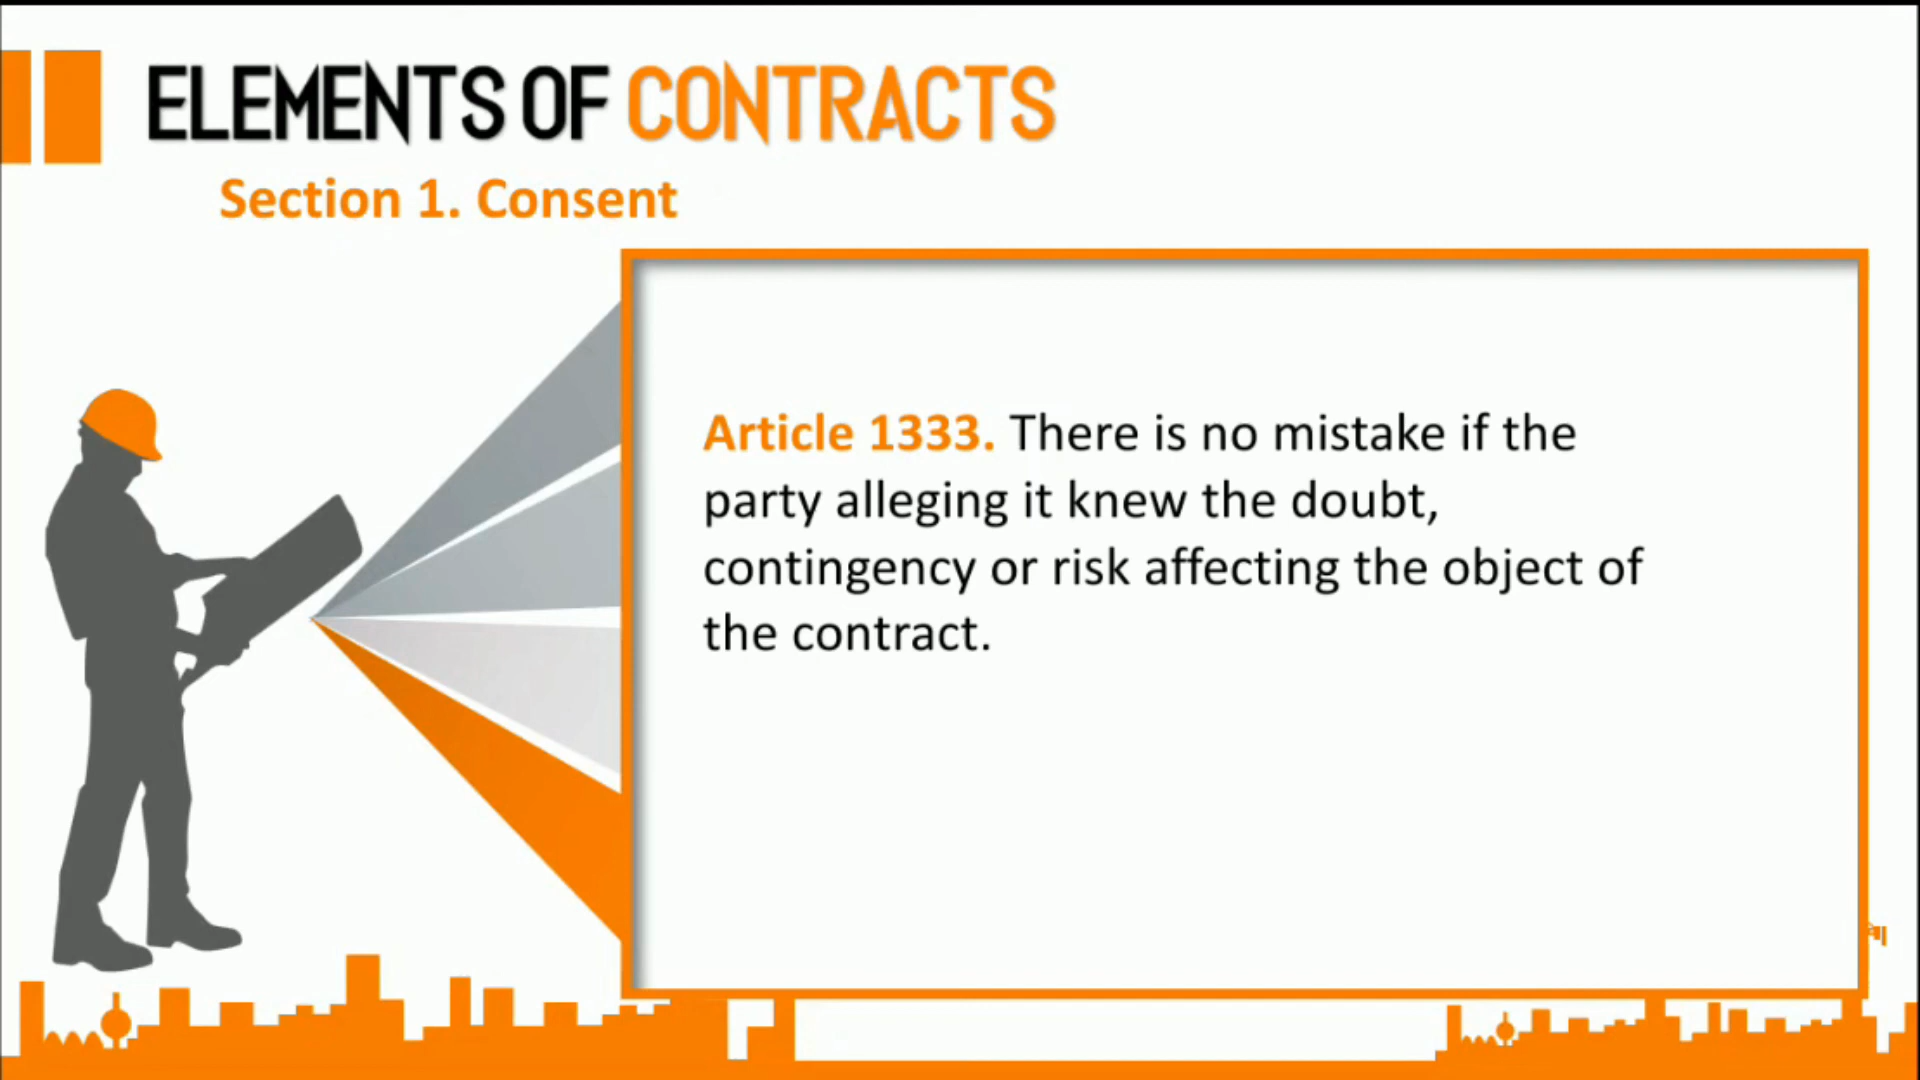 ELEMENTS OF CONTRACTS
Section 1. Consent
Article 1333. There is no mistake if the
party alleging it knew the doubt,
contingency or risk affecting the object of
the contract.